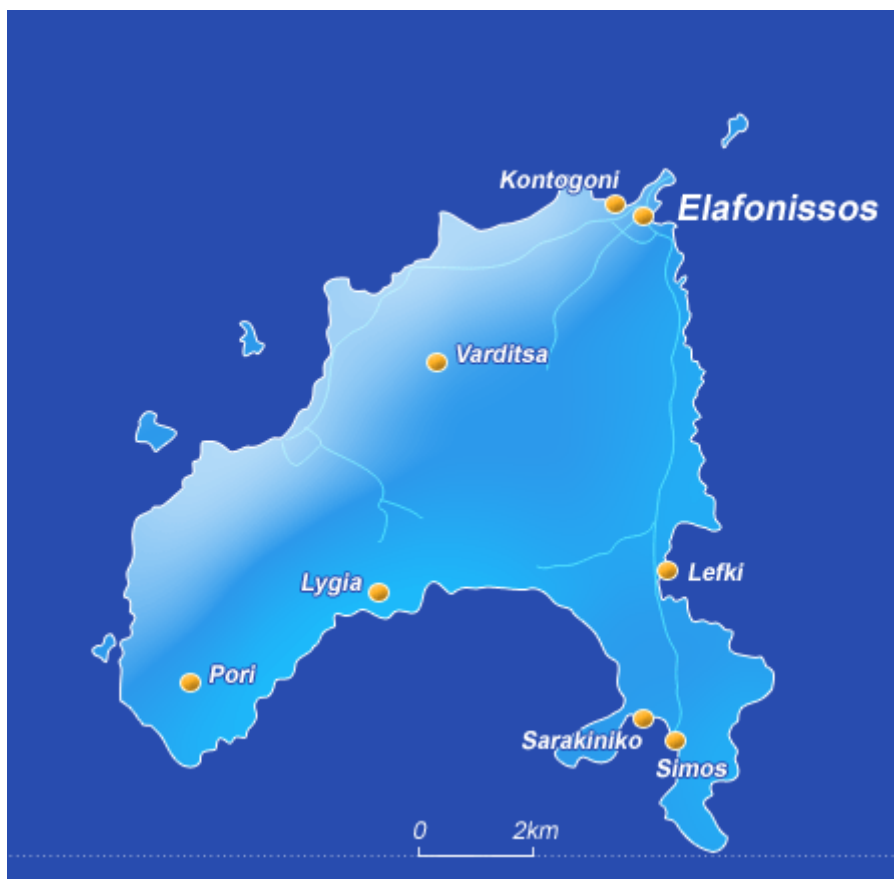 Kontogoni
Elafonissos
Varditsa
Lefki
Lygia
Pori
Sarakiniko
Simos
0 2km